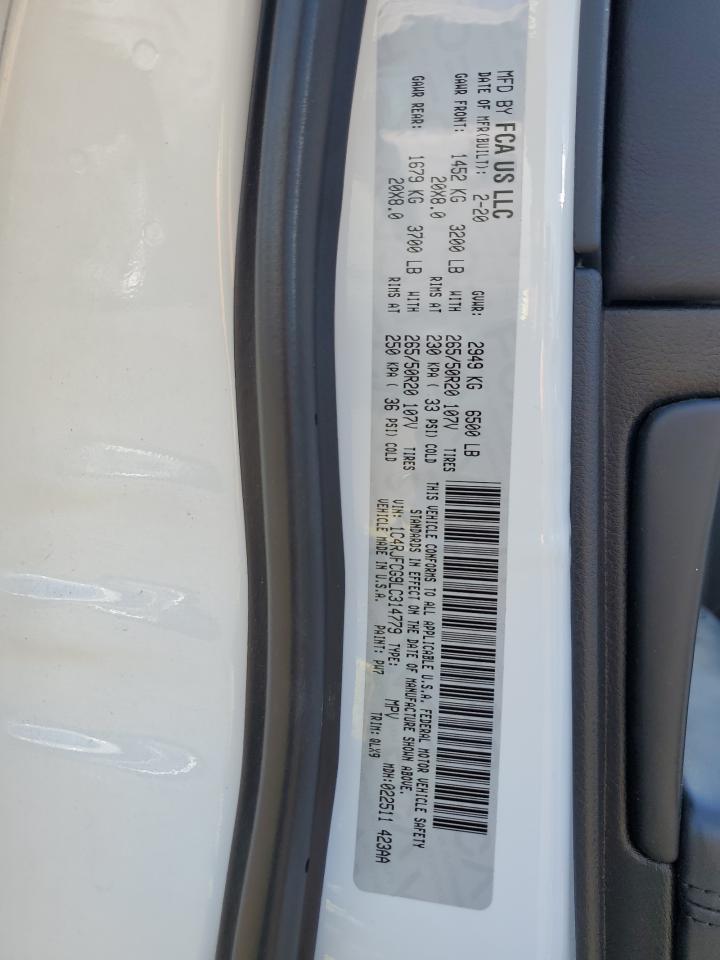 MFD BY FCA US LLC
DATE OF MFR(BUILT): 2-20 GVWR: 2949 KG 6500 LB
GAWR FRONT: 1452 KG 3200 LB WITH 265/50R20 107V TIRES
20X8.0 RIMS AT 230 KPA ( 33 PSI) COLD
GAWR REAR: 1679 KG 3700 LB WITH 265/50R20 107V TIRES
20X8.0 RIMS AT 250 KPA ( 36 PSI) COLD
THIS VEHICLE CONFORMS TO ALL APPLICABLE U.S.A. FEDERAL MOTOR VEHICLE SAFETY
STANDARDS IN EFFECT ON THE DATE OF MANUFACTURE SHOWN ABOVE.
VIN: 1C4RJFCG9LC314779 TYPE: MPV MDH:022511 423AA
VEHICLE MADE IN U.S.A. PAINT: PW7 TRIM: QLX9